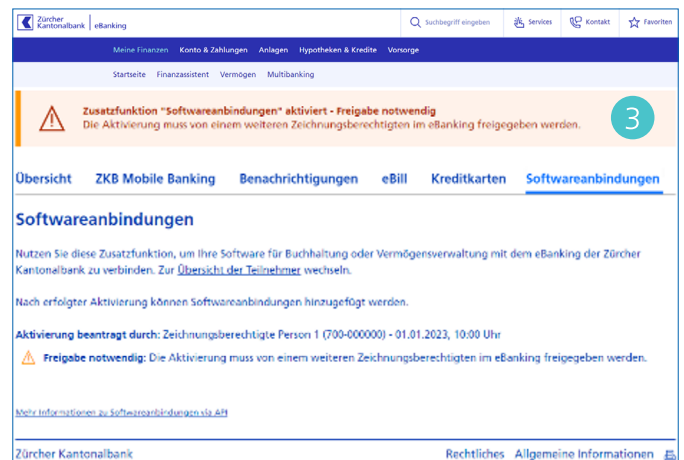 Zürcher Kantonalbank eBanking Suchbegriff eingeben Services Kontakt Favoriten
Meine Finanzen Konto & Zahlungen Anlagen Hypotheken & Kredite Vorsorge
Startseite Finanzassistent Vermögen Multibanking
Zusatzfunktion "Softwareanbindungen" aktiviert - Freigabe notwendig
Die Aktivierung muss von einem weiteren Zeichnungsberechtigten im eBanking freigegeben werden.
3
Übersicht ZKB Mobile Banking Benachrichtigungen eBill Kreditkarten Softwareanbindungen
Softwareanbindungen
Nutzen Sie diese Zusatzfunktion, um Ihre Software für Buchhaltung oder Vermögensverwaltung mit dem eBanking der Zürcher
Kantonalbank zu verbinden. Zur Übersicht der Teilnehmer wechseln.
Nach erfolgter Aktivierung können Softwareanbindungen hinzugefügt werden.
Aktivierung beantragt durch: Zeichnungsberechtigte Person 1 (700-000000) - 01.01.2023, 10:00 Uhr
Freigabe notwendig: Die Aktivierung muss von einem weiteren Zeichnungsberechtigten im eBanking freigegeben werden.
Mehr Informationen zu Softwareanbindungen via API
Zürcher Kantonalbank Rechtliches Allgemeine Informationen